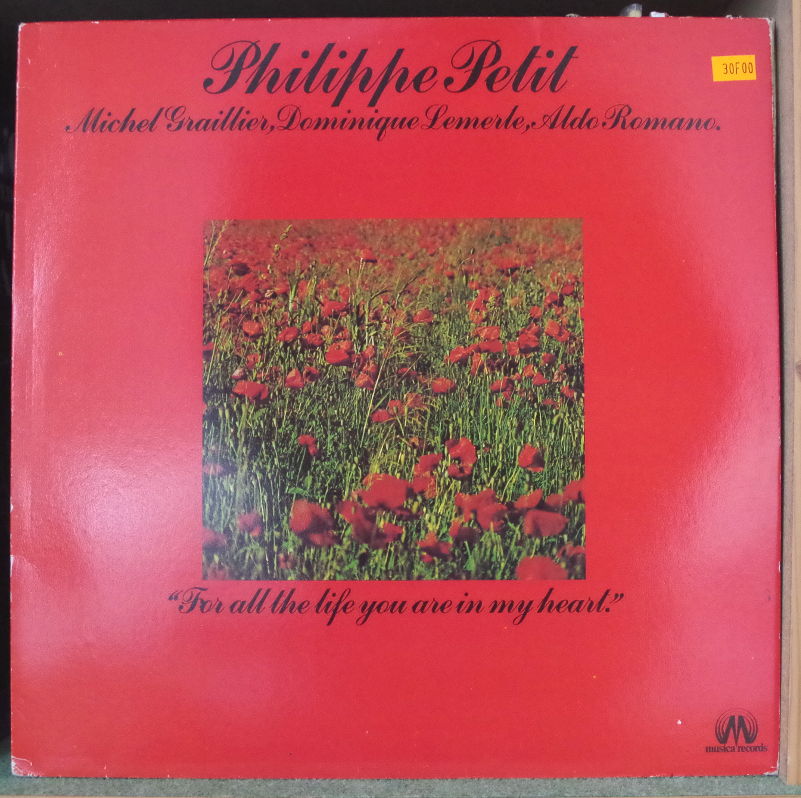 Philippe Petit
30F00
Michel Graillier, Dominique Lemerle, Aldo Romano.
"For all the life you are in my heart."
musica records